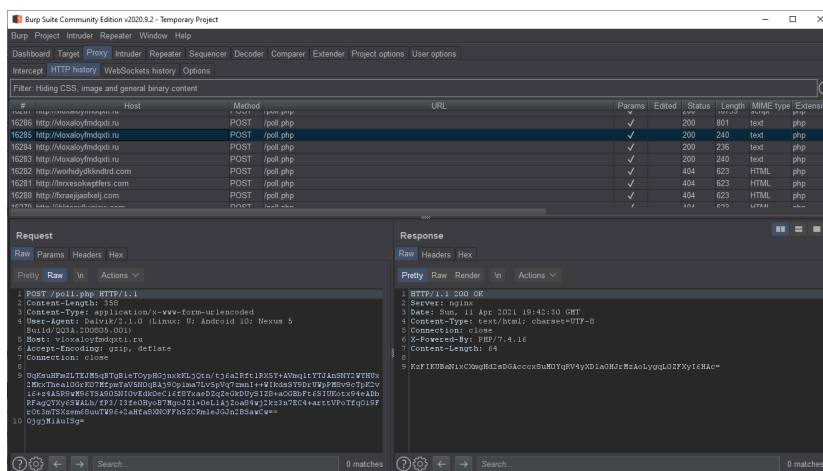 Burp Suite Community Edition v2020.9.2 - Temporary Project
Burp Project Intruder Repeater Window Help
Dashboard Target Proxy Intruder Repeater Sequencer Decoder Comparer Extender Project options User options
Intercept HTTP history WebSockets history Options
Filter: Hiding CSS, image and general binary content
# Host Method URL Params Edited Status Length MIME type Extensi
16286 http://vloxaloyfmdqxti.ru POST /poll.php ✓ 200 801 text php
16285 http://vloxaloyfmdqxti.ru POST /poll.php ✓ 200 240 text php
16284 http://vloxaloyfmdqxti.ru POST /poll.php ✓ 200 236 text php
16283 http://vloxaloyfmdqxti.ru POST /poll.php ✓ 200 240 text php
16282 http://worhidydkkndtrd.com POST /poll.php ✓ 404 623 HTML php
16281 POST /poll.php ✓ 404 623 HTML php
16280 http://fxraejijaofxelj.com POST /poll.php ✓ 404 623 HTML php
Request
Raw Params Headers Hex
Pretty Raw \n Actions
1 POST /poll.php HTTP/1.1
2 Content-Length: 358
3 Content-Type: application/x-www-form-urlencoded
4 User-Agent: Dalvik/2.1.0 (Linux; U; Android 10; Nexus 5
Build/QQ3A.200805.001)
5 Host: vloxaloyfmdqxti.ru
6 Accept-Encoding: gzip, deflate
7 Connection: close
8
9
10 OjgjMiAuISg=
Search... 0 matches
Response
Raw Headers Hex
Pretty Raw Render \n Actions
1 HTTP/1.1 200 OK
2 Server: nginx
3 Date: Sun, 11 Apr 2021 19:42:30 GMT
4 Content-Type: text/html; charset=UTF-8
5 Connection: close
6 X-Powered-By: PHP/7.4.16
7 Content-Length: 64
8
9
Search... 0 matches